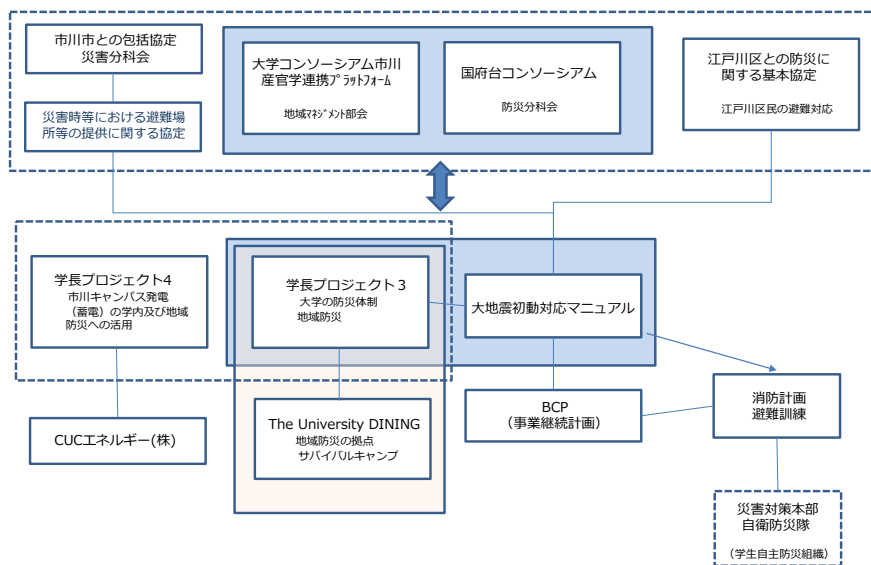 市川市との包括協定
災害分科会
災害時等における避難場
所等の提供に関する協定
大学コンソーシアム市川
産官学連携ﾌﾟﾗｯﾄﾌｫｰﾑ
地域ﾏﾈｼﾞﾒﾝﾄ部会
国府台コンソーシアム
防災分科会
江戸川区との防災に
関する基本協定
江戸川区民の避難対応
学長プロジェクト4
市川キャンパス発電
（蓄電）の学内及び地域
防災への活用
学長プロジェクト３
大学の防災体制
地域防災
大地震初動対応マニュアル
CUCエネルギー(株)
The University DINING
地域防災の拠点
サバイバルキャンプ
BCP
（事業継続計画）
消防計画
避難訓練
災害対策本部
自衛防災隊
（学生自主防災組織）